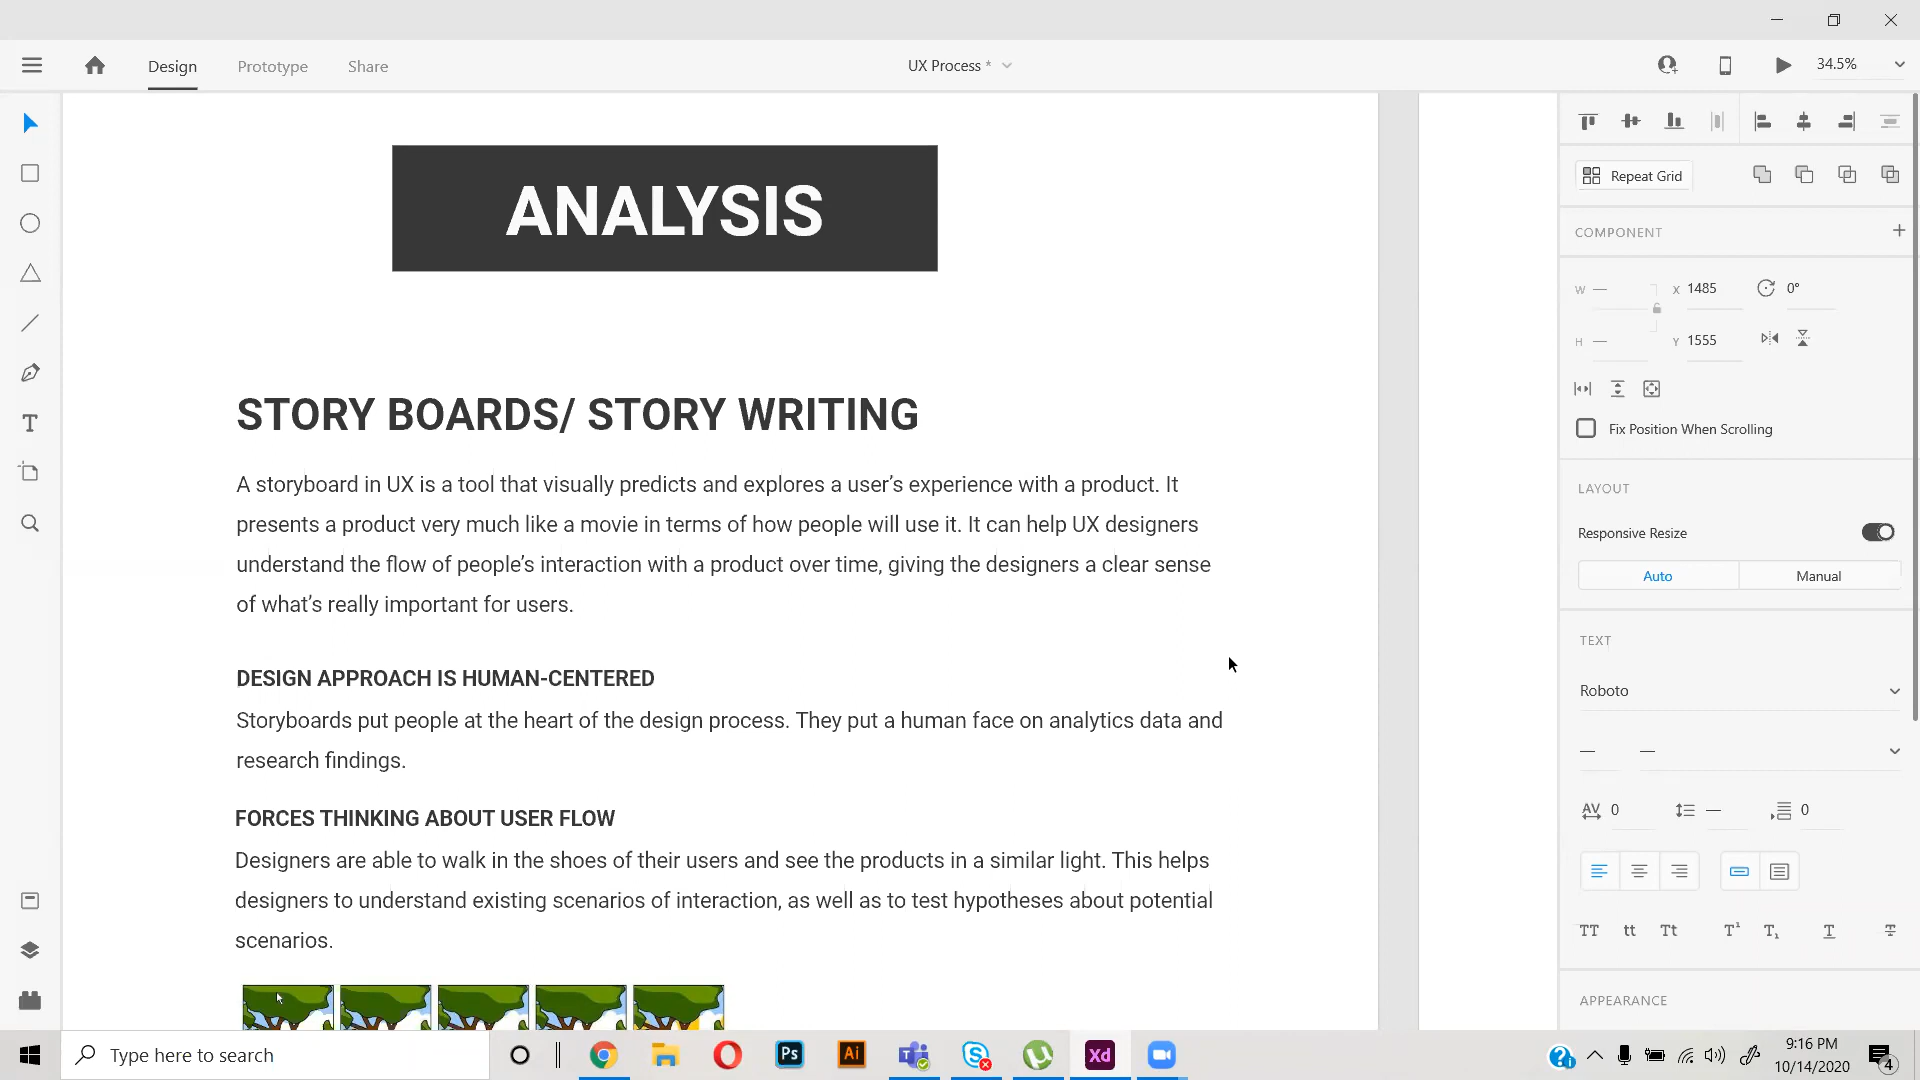 Design
Prototype
Share
UX Process *
34.5%
ANALYSIS
STORY BOARDS/ STORY WRITING
A storyboard in UX is a tool that visually predicts and explores a user’s experience with a product. It
presents a product very much like a movie in terms of how people will use it. It can help UX designers
understand the flow of people’s interaction with a product over time, giving the designers a clear sense
of what’s really important for users.
DESIGN APPROACH IS HUMAN-CENTERED
Storyboards put people at the heart of the design process. They put a human face on analytics data and
research findings.
FORCES THINKING ABOUT USER FLOW
Designers are able to walk in the shoes of their users and see the products in a similar light. This helps
designers to understand existing scenarios of interaction, as well as to test hypotheses about potential
scenarios.
Repeat Grid
COMPONENT
W — X 1485 0°
H — Y 1555
Fix Position When Scrolling
LAYOUT
Responsive Resize
Auto Manual
TEXT
Roboto
— —
AV 0 — 0
TT tt Tt T¹ T₁ T T
APPEARANCE
Type here to search
Ps Ai Xd
9:16 PM
10/14/2020
4